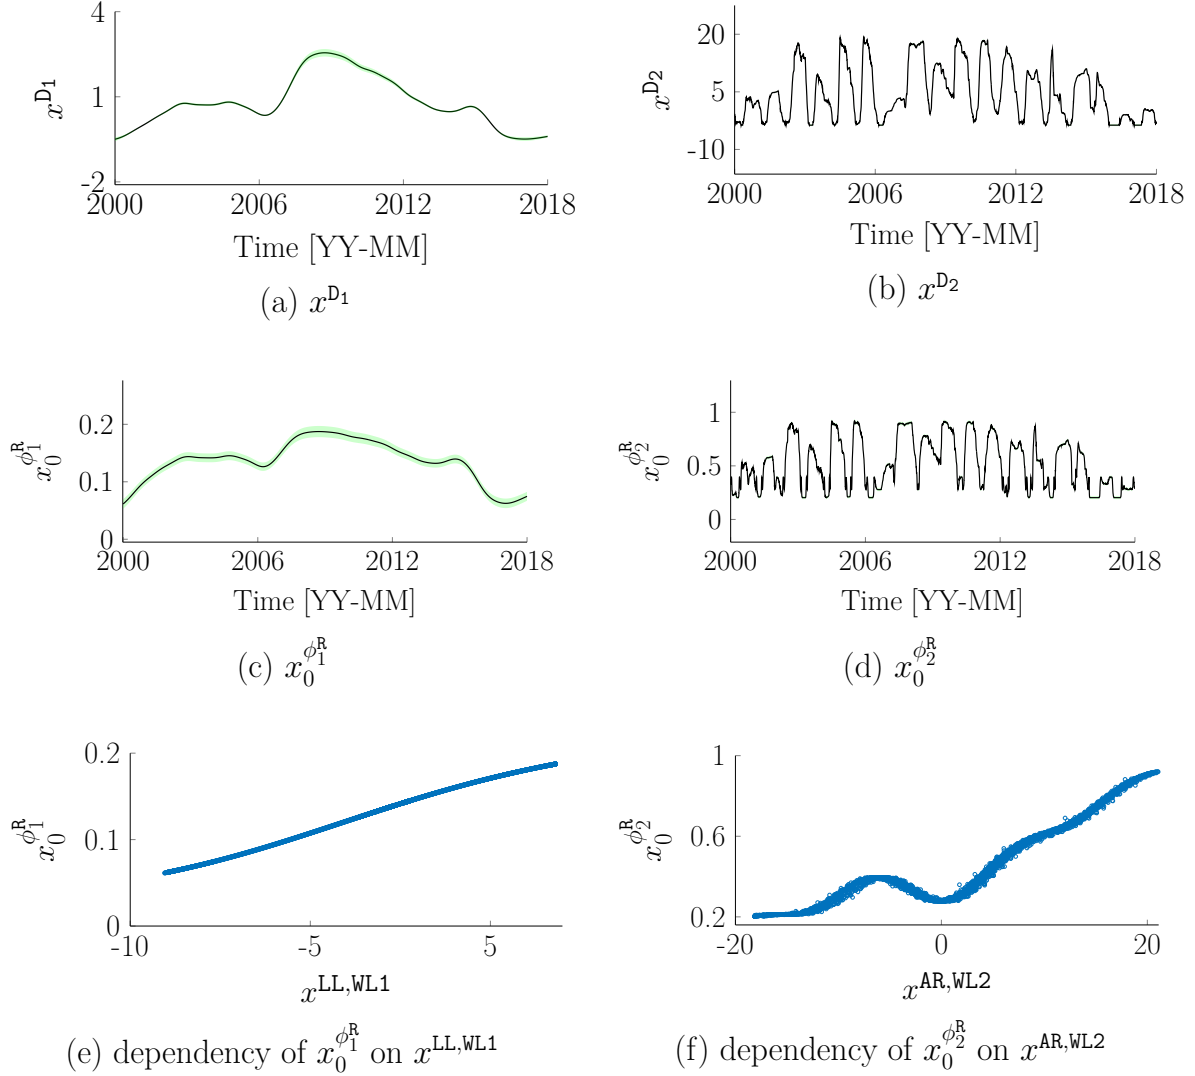 4
1
-2
x^D1
2000 2006 2012 2018
Time [YY-MM]
(a) x^D1
20
5
-10
x^D2
2000 2006 2012 2018
Time [YY-MM]
(b) x^D2
0.2
0.1
0
x_0^{ϕ_1^R}
2000 2006 2012 2018
Time [YY-MM]
(c) x_0^{ϕ_1^R}
1
0.5
0
x_0^{ϕ_2^R}
2000 2006 2012 2018
Time [YY-MM]
(d) x_0^{ϕ_2^R}
0.2
0.1
0
x_0^{ϕ_1^R}
-10 -5 5
x^LL,WL1
(e) dependency of x_0^{ϕ_1^R} on x^LL,WL1
1
0.6
0.2
x_0^{ϕ_2^R}
-20 0 20
x^AR,WL2
(f) dependency of x_0^{ϕ_2^R} on x^AR,WL2